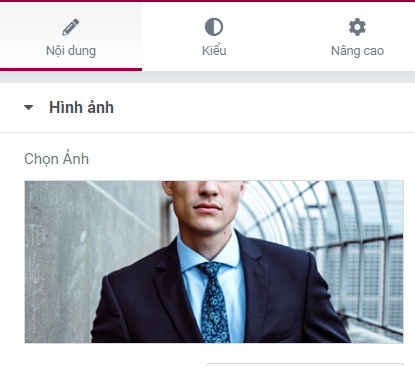 Nội dung
Kiểu
Nâng cao
Hình ảnh
Chọn Ảnh